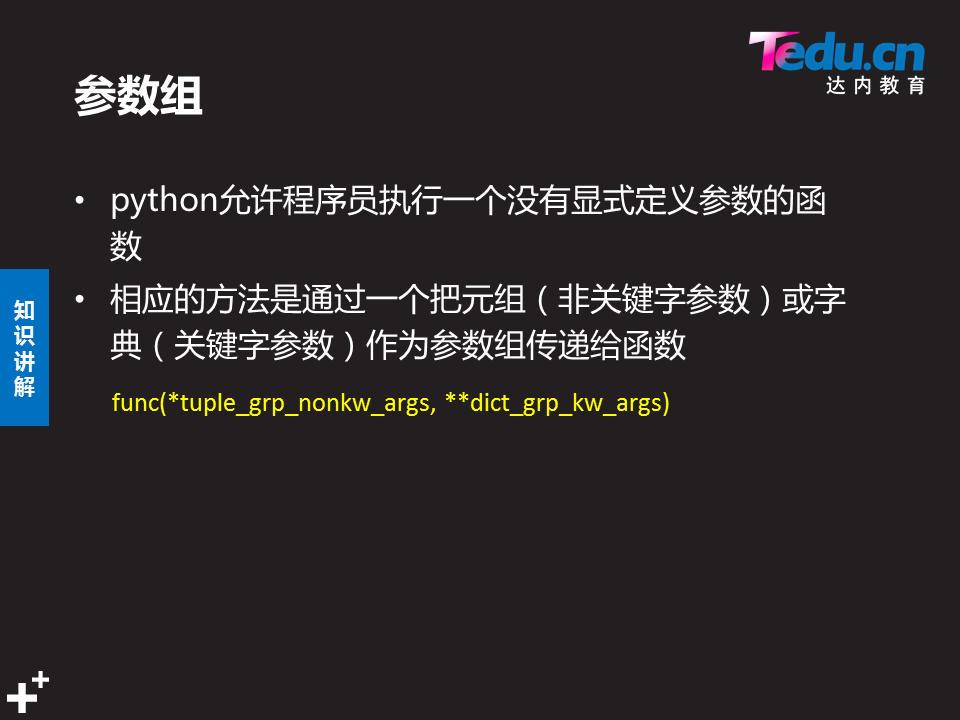 Tedu.cn
达内教育
参数组
• python允许程序员执行一个没有显式定义参数的函
数
• 相应的方法是通过一个把元组（非关键字参数）或字
典（关键字参数）作为参数组传递给函数
func(*tuple_grp_nonkw_args, **dict_grp_kw_args)
知
识
讲
解